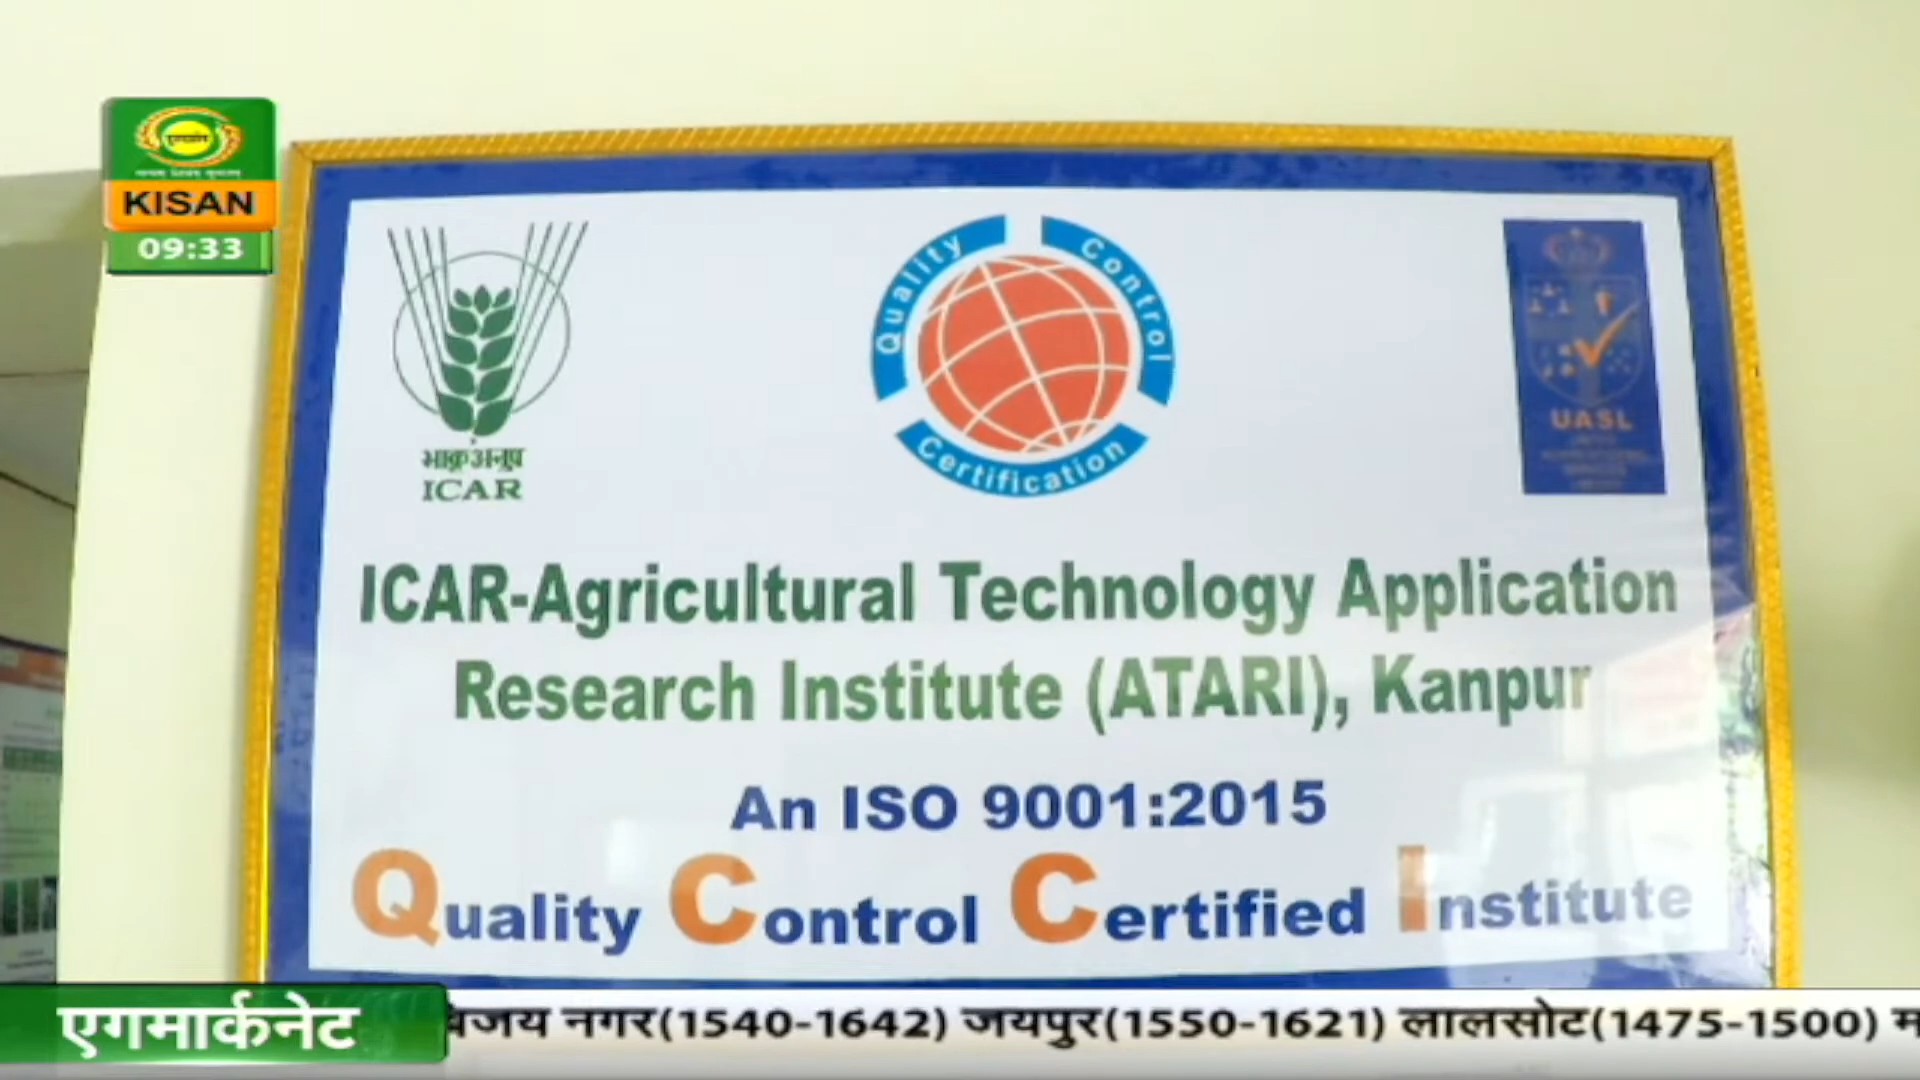 KISAN
09:33
Quality Control
Certification
भाकृअनुप
ICAR
UASL
ICAR-Agricultural Technology Application
Research Institute (ATARI), Kanpur
An ISO 9001:2015
Quality Control Certified Institute
एगमार्कनेट
विजय नगर(1540-1642) जयपुर(1550-1621) लालसोट(1475-1500) म